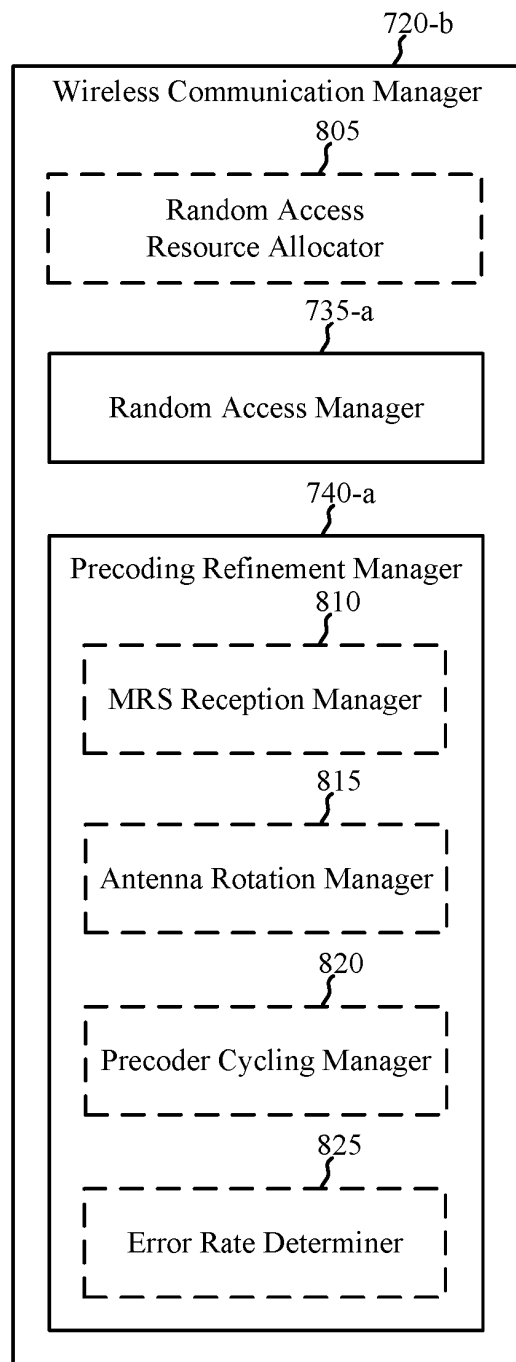 720-b
Wireless Communication Manager
805
Random Access
Resource Allocator
735-a
Random Access Manager
740-a
Precoding Refinement Manager
810
MRS Reception Manager
815
Antenna Rotation Manager
820
Precoder Cycling Manager
825
Error Rate Determiner